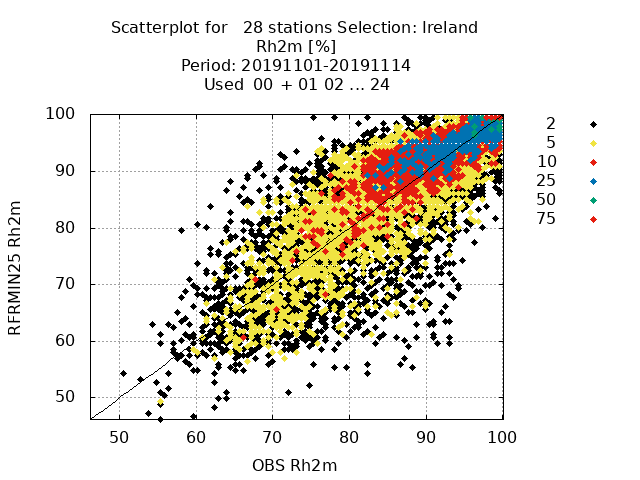 Scatterplot for   28 stations Selection: Ireland
Rh2m [%]
Period: 20191101-20191114
Used  00 + 01 02 ... 24
100
90
80
70
60
50
RFRMIN25 Rh2m
50 60 70 80 90 100
OBS Rh2m
2
5
10
25
50
75